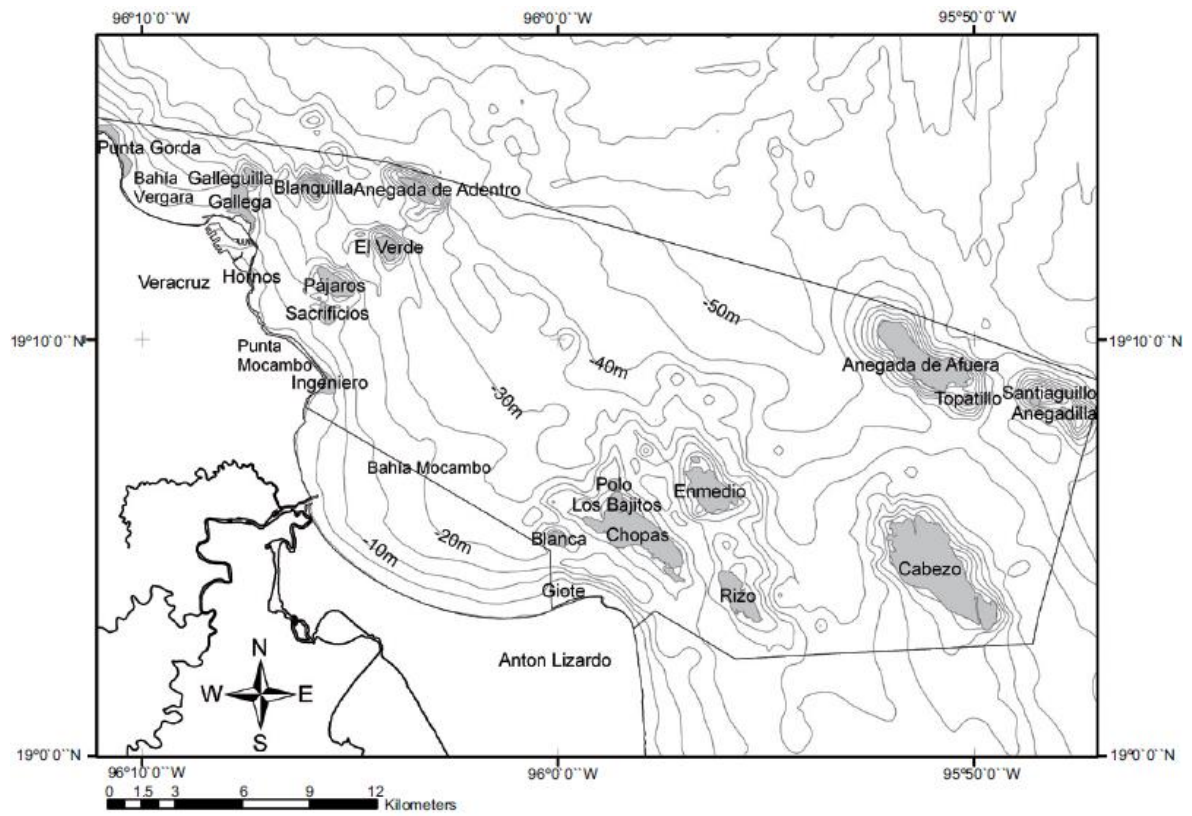 96°10`0``W
96°0`0``W
95°50`0``W
Punta Gorda
Bahia
Vergara
Galleguilla
Gallega
Blanquilla
Anegada de Adentro
El Verde
Veracruz
Hornos
Pájaros
Sacrificios
-50m
19°10`0``N
19°10`0``N
Punta
Mocambo
Ingeniero
-40m
-30m
Anegada de Afuera
Topatillo
Santiaguillo
Anegadilla
Bahía Mocambo
Polo
Los Bajitos
Enmedio
Blanca
Chopas
-20m
-10m
Giote
Rizo
Cabezo
Anton Lizardo
N
W
E
S
19°0`0``N
19°0`0``N
96°10`0``W
96°0`0``W
95°50`0``W
0 1.5 3 6 9 12
Kilometers